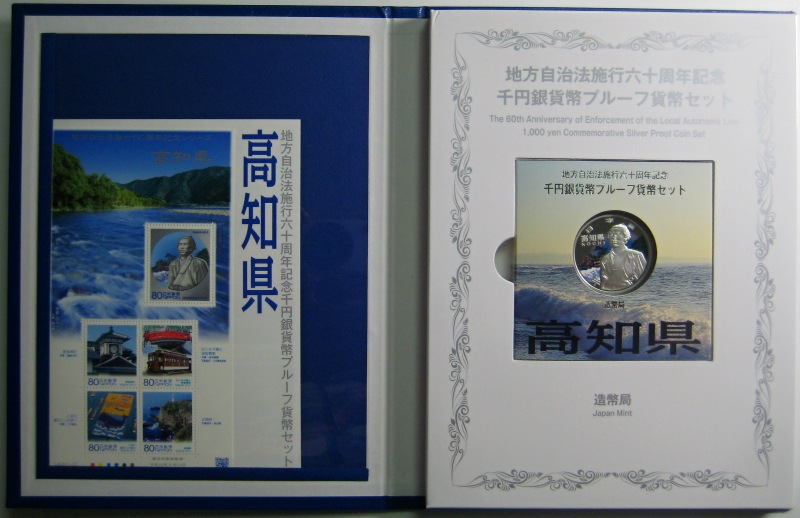 高知県
高知県
地方自治法施行六十周年記念千円銀貨幣プルーフ貨幣セット
80
80
80
80
80
地方自治法施行六十周年記念
千円銀貨幣プルーフ貨幣セット
The 60th Anniversary of Enforcement of the Local Autonomy Law
1,000 yen Commemorative Silver Proof Coin Set
地方自治法施行六十周年記念
千円銀貨幣プルーフ貨幣セット
日本
高知県
KOCHI
造幣局
高知県
造幣局
Japan Mint